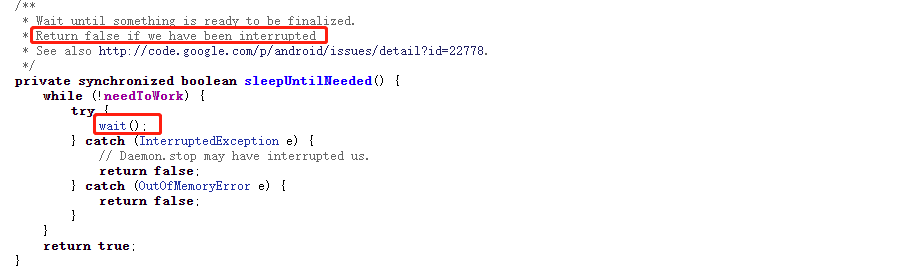 /**
 * Wait until something is ready to be finalized.
 * Return false if we have been interrupted
 * See also http://code.google.com/p/android/issues/detail?id=22778.
 */
private synchronized boolean sleepUntilNeeded() {
    while (!needToWork) {
        try {
            wait();
        } catch (InterruptedException e) {
            // Daemon.stop may have interrupted us.
            return false;
        } catch (OutOfMemoryError e) {
            return false;
        }
    }
    return true;
}